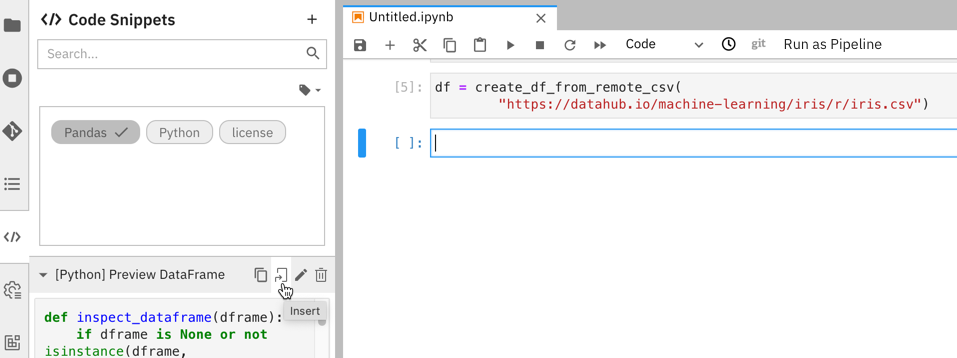 </> Code Snippets +
Search...
Pandas
Python
license
[Python] Preview DataFrame
Insert
def inspect_dataframe(dframe):
if dframe is None or not
isinstance(dframe,
Untitled.ipynb
Code
git
Run as Pipeline
[5]:
df = create_df_from_remote_csv(
"https://datahub.io/machine-learning/iris/r/iris.csv")
[ ]: